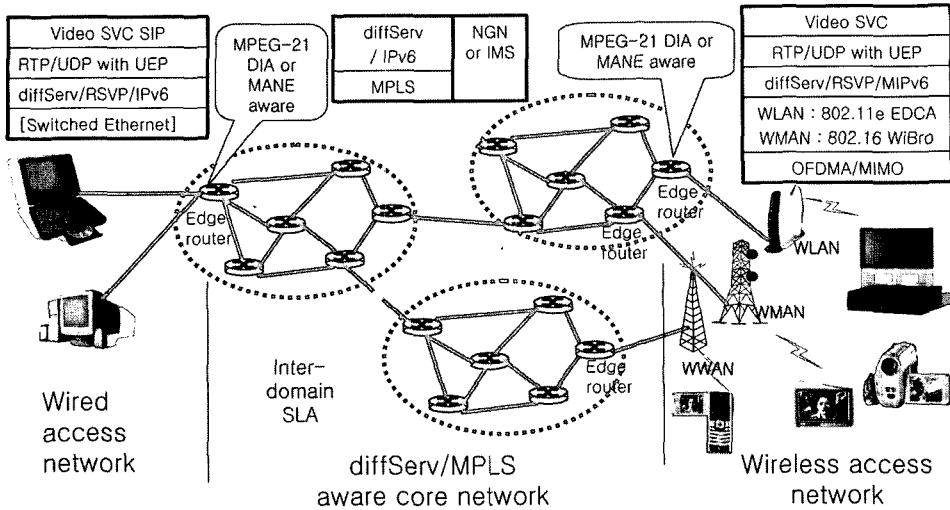 Video SVC SIP
RTP/UDP with UEP
diffServ/RSVP/IPv6
[Switched Ethernet]
MPEG-21
DIA or
MANE
aware
diffServ
/ IPv6
MPLS
NGN
or IMS
MPEG-21 DIA or
MANE aware
Video SVC
RTP/UDP with UEP
diffServ/RSVP/MIPv6
WLAN : 802.11e EDCA
WMAN : 802.16 WiBro
OFDMA/MIMO
Edge
router
Edge
router
Edge
router
WLAN
WMAN
WWAN
Edge
router
Inter-
domain
SLA
Wired
access
network
diffServ/MPLS
aware core network
Wireless access
network